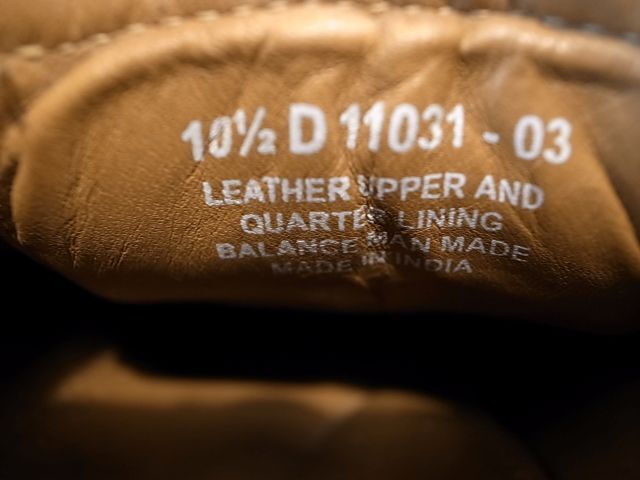 10½ D 11031 - 03
LEATHER UPPER AND
QUARTER LINING
BALANCE MAN MADE
MADE IN INDIA